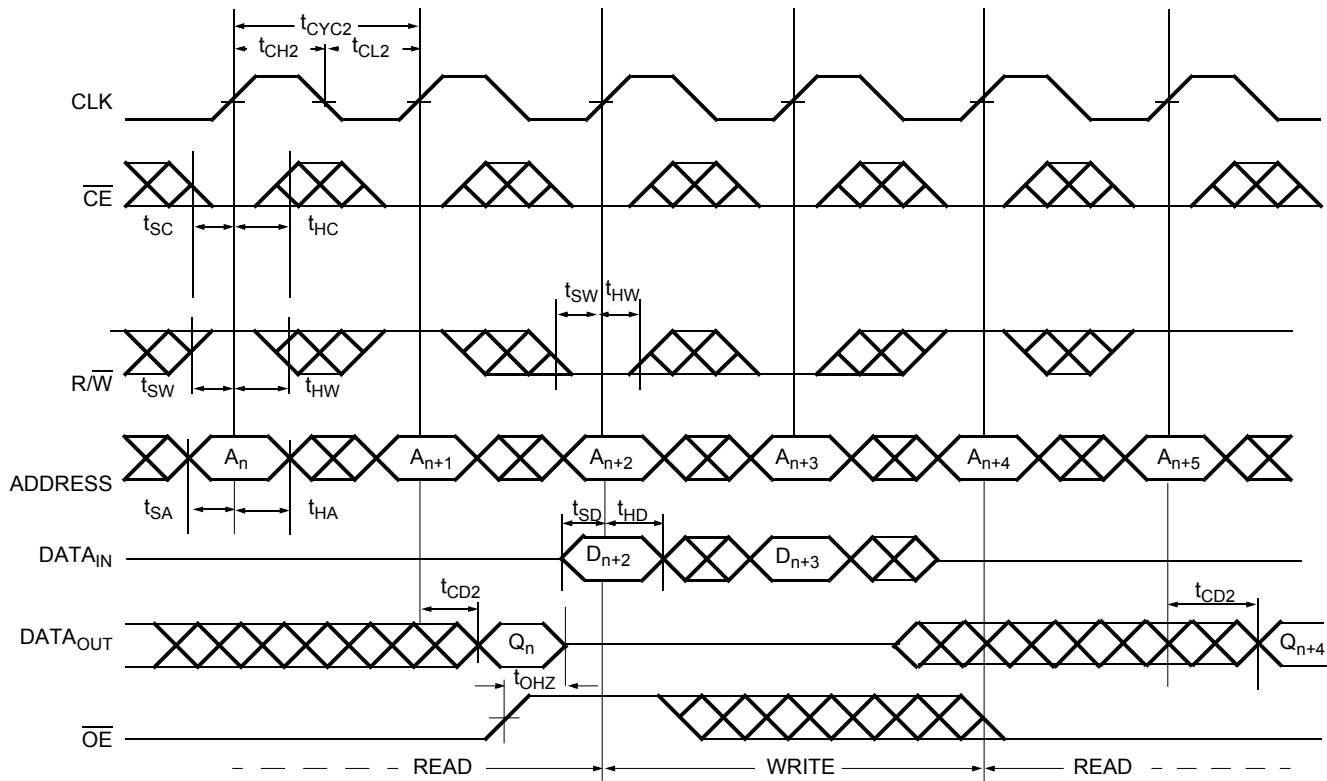 tCYC2
tCH2 tCL2
CLK
CE
tSC tHC
tSW tHW
R/W
tSW tHW
An An+1 An+2 An+3 An+4 An+5
ADDRESS
tSA tHA
tSD tHD
DATAIN
Dn+2 Dn+3
tCD2 tCD2
DATAOUT
Qn Qn+4
tOHZ
OE
READ WRITE READ